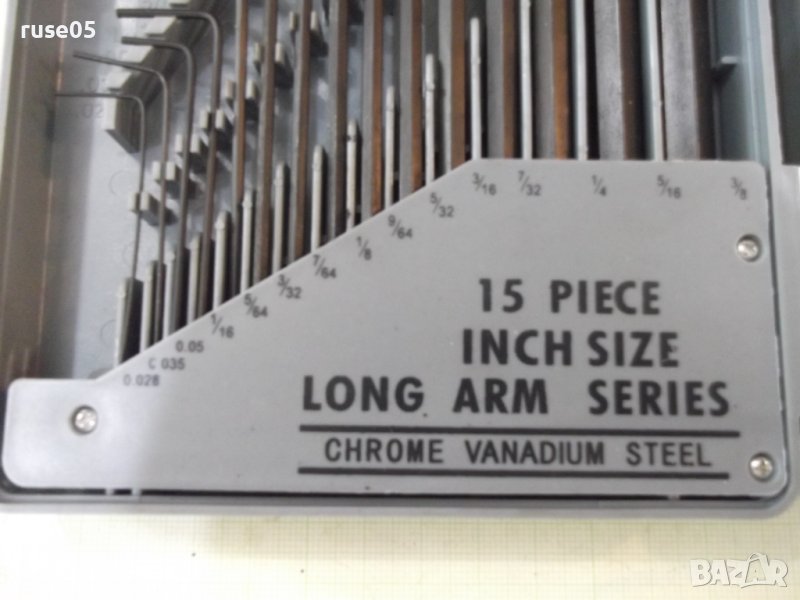 ruse05
3/16
7/32
1/4
5/16
3/8
5/32
9/64
1/8
7/64
3/32
5/64
1/16
0.05
C 035
0.028
15 PIECE
INCH SIZE
LONG ARM SERIES
CHROME VANADIUM STEEL
BAZAR